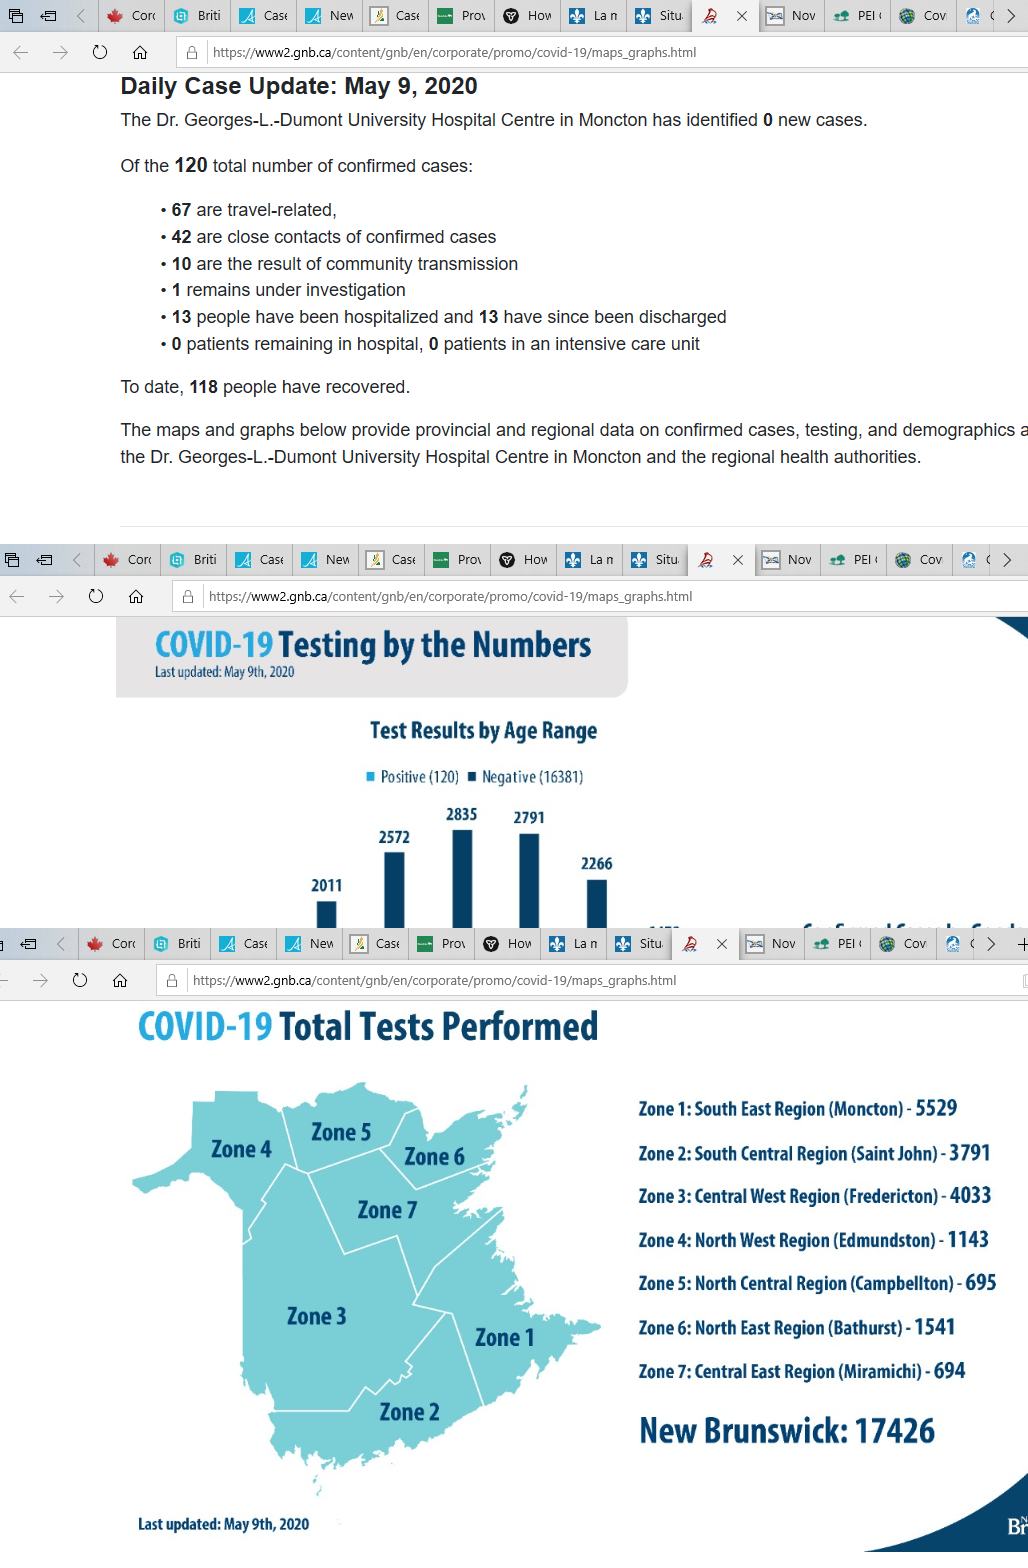 Corc Briti Case New Case Prov How La n Situ Nov PEI Cov
https://www2.gnb.ca/content/gnb/en/corporate/promo/covid-19/maps_graphs.html
Daily Case Update: May 9, 2020
The Dr. Georges-L.-Dumont University Hospital Centre in Moncton has identified 0 new cases.
Of the 120 total number of confirmed cases:
• 67 are travel-related,
• 42 are close contacts of confirmed cases
• 10 are the result of community transmission
• 1 remains under investigation
• 13 people have been hospitalized and 13 have since been discharged
• 0 patients remaining in hospital, 0 patients in an intensive care unit
To date, 118 people have recovered.
The maps and graphs below provide provincial and regional data on confirmed cases, testing, and demographics a
the Dr. Georges-L.-Dumont University Hospital Centre in Moncton and the regional health authorities.
Corc Briti Case New Case Prov How La n Situ Nov PEI Cov
https://www2.gnb.ca/content/gnb/en/corporate/promo/covid-19/maps_graphs.html
COVID-19 Testing by the Numbers
Last updated: May 9th, 2020
Test Results by Age Range
Positive (120) Negative (16381)
2835
2791
2572
2266
2011
Corc Briti Case New Case Prov How La n Situ Nov PEI Cov
https://www2.gnb.ca/content/gnb/en/corporate/promo/covid-19/maps_graphs.html
COVID-19 Total Tests Performed
Zone 4
Zone 5
Zone 6
Zone 7
Zone 3
Zone 1
Zone 2
Zone 1: South East Region (Moncton) - 5529
Zone 2: South Central Region (Saint John) - 3791
Zone 3: Central West Region (Fredericton) - 4033
Zone 4: North West Region (Edmundston) - 1143
Zone 5: North Central Region (Campbellton) - 695
Zone 6: North East Region (Bathurst) - 1541
Zone 7: Central East Region (Miramichi) - 694
New Brunswick: 17426
Last updated: May 9th, 2020